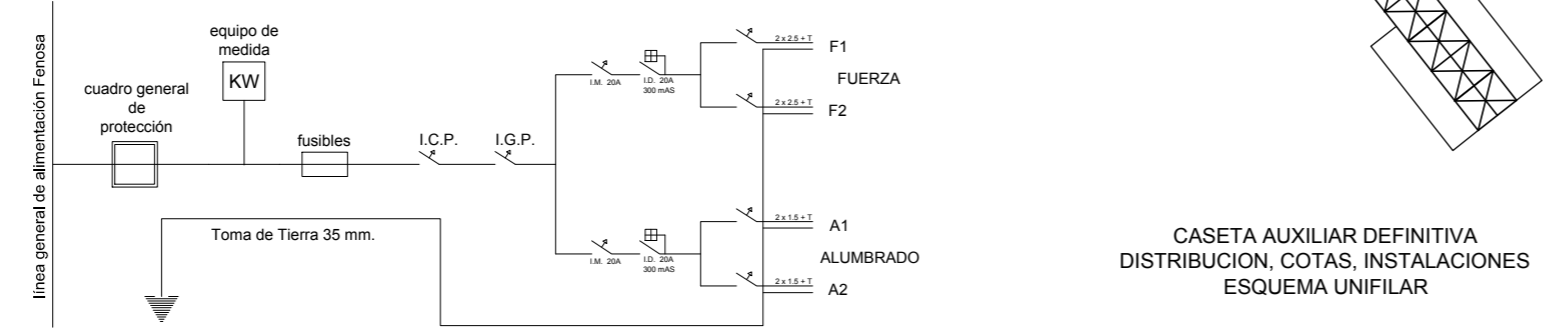 línea general de alimentación Fenosa
cuadro general
de
protección
equipo de
medida
KW
fusibles
I.C.P.
I.G.P.
I.M. 20A
I.D. 20A
300 mAS
2 x 2.5 + T
F1
FUERZA
2 x 2.5 + T
F2
I.M. 20A
I.D. 20A
300 mAS
2 x 1.5 + T
A1
ALUMBRADO
2 x 1.5 + T
A2
Toma de Tierra 35 mm.
CASETA AUXILIAR DEFINITIVA
DISTRIBUCION, COTAS, INSTALACIONES
ESQUEMA UNIFILAR